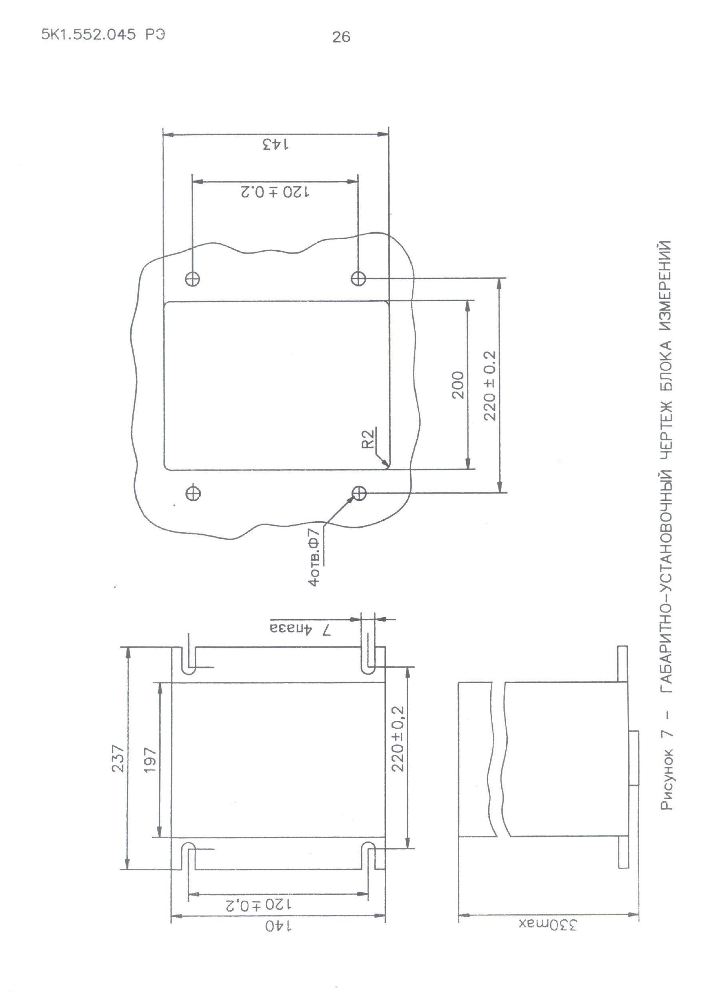 5К1.552.045 РЭ
26
143
120 ± 0.2
200
220 ± 0.2
R2
4отв.Ф7
7 4паза
237
197
220±0,2
120±0,2
140
330max
Рисунок 7 – ГАБАРИТНО-УСТАНОВОЧНЫЙ ЧЕРТЕЖ БЛОКА ИЗМЕРЕНИЙ